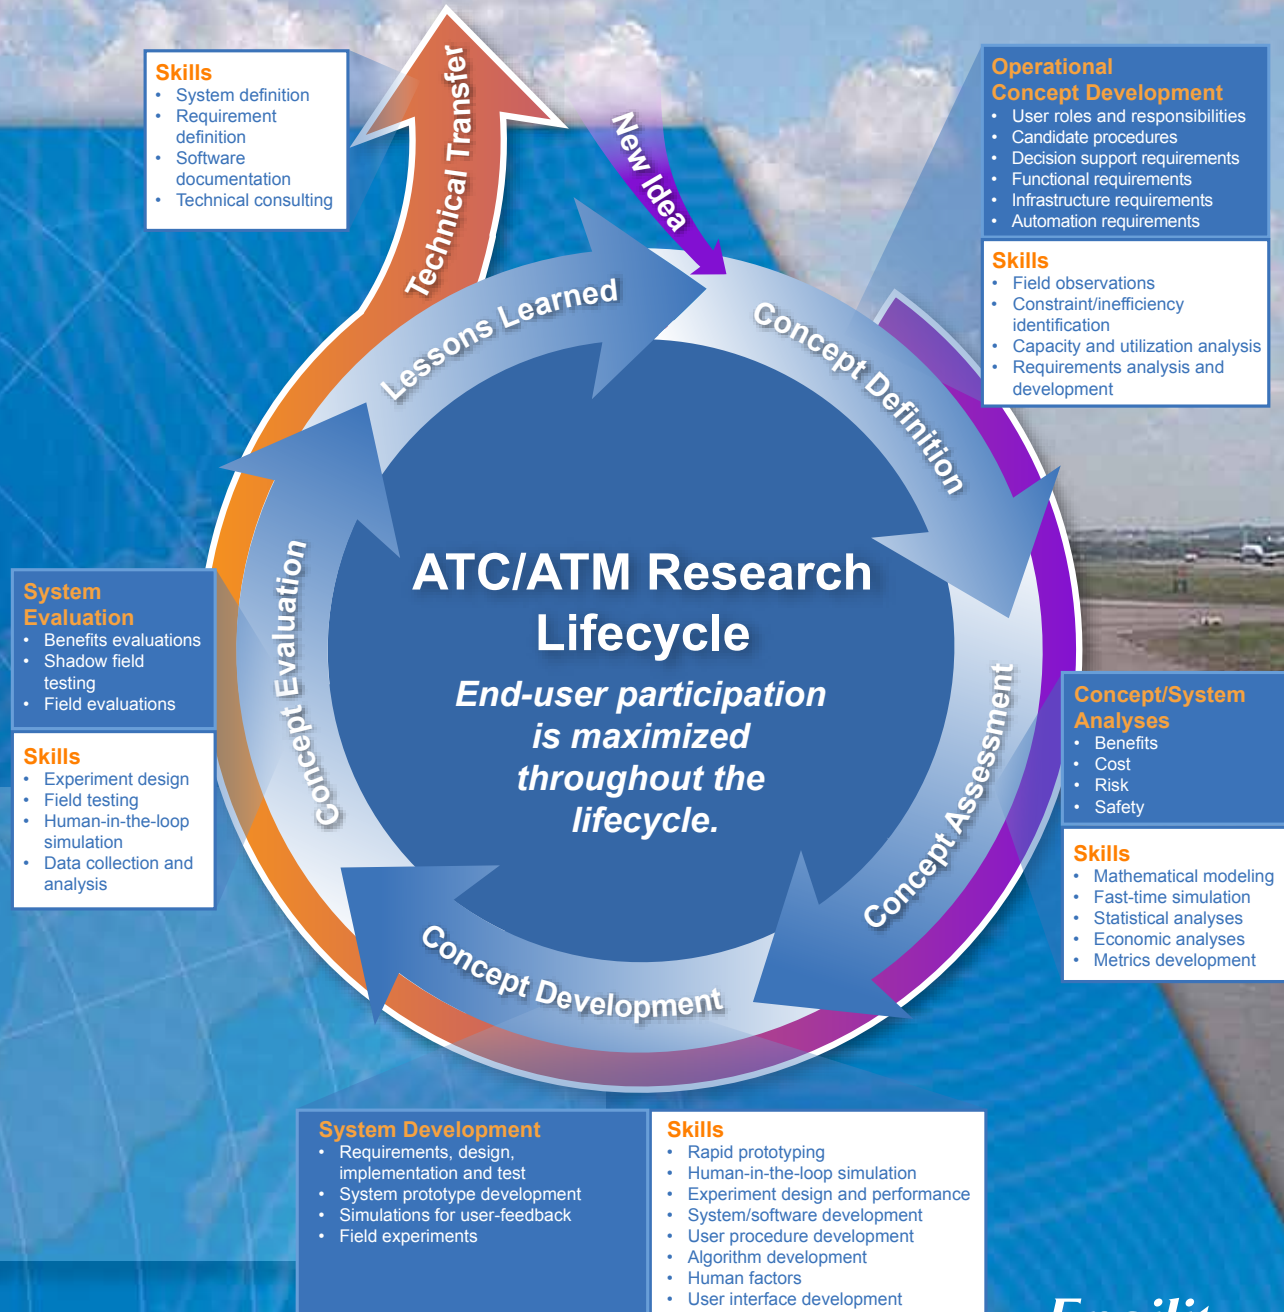 Skills
• System definition
• Requirement
definition
• Software
documentation
• Technical consulting
Technical Transfer
New Idea
Operational
Concept Development
• User roles and responsibilities
• Candidate procedures
• Decision support requirements
• Functional requirements
• Infrastructure requirements
• Automation requirements
Skills
• Field observations
• Constraint/inefficiency
identification
• Capacity and utilization analysis
• Requirements analysis and
development
Lessons Learned
Concept Definition
ATC/ATM Research
Lifecycle
End-user participation
is maximized
throughout the
lifecycle.
Concept Evaluation
Concept Assessment
Concept Development
System
Evaluation
• Benefits evaluations
• Shadow field
testing
• Field evaluations
Skills
• Experiment design
• Field testing
• Human-in-the-loop
simulation
• Data collection and
analysis
Concept/System
Analyses
• Benefits
• Cost
• Risk
• Safety
Skills
• Mathematical modeling
• Fast-time simulation
• Statistical analyses
• Economic analyses
• Metrics development
System Development
• Requirements, design,
implementation and test
• System prototype development
• Simulations for user-feedback
• Field experiments
Skills
• Rapid prototyping
• Human-in-the-loop simulation
• Experiment design and performance
• System/software development
• User procedure development
• Algorithm development
• Human factors
• User interface development